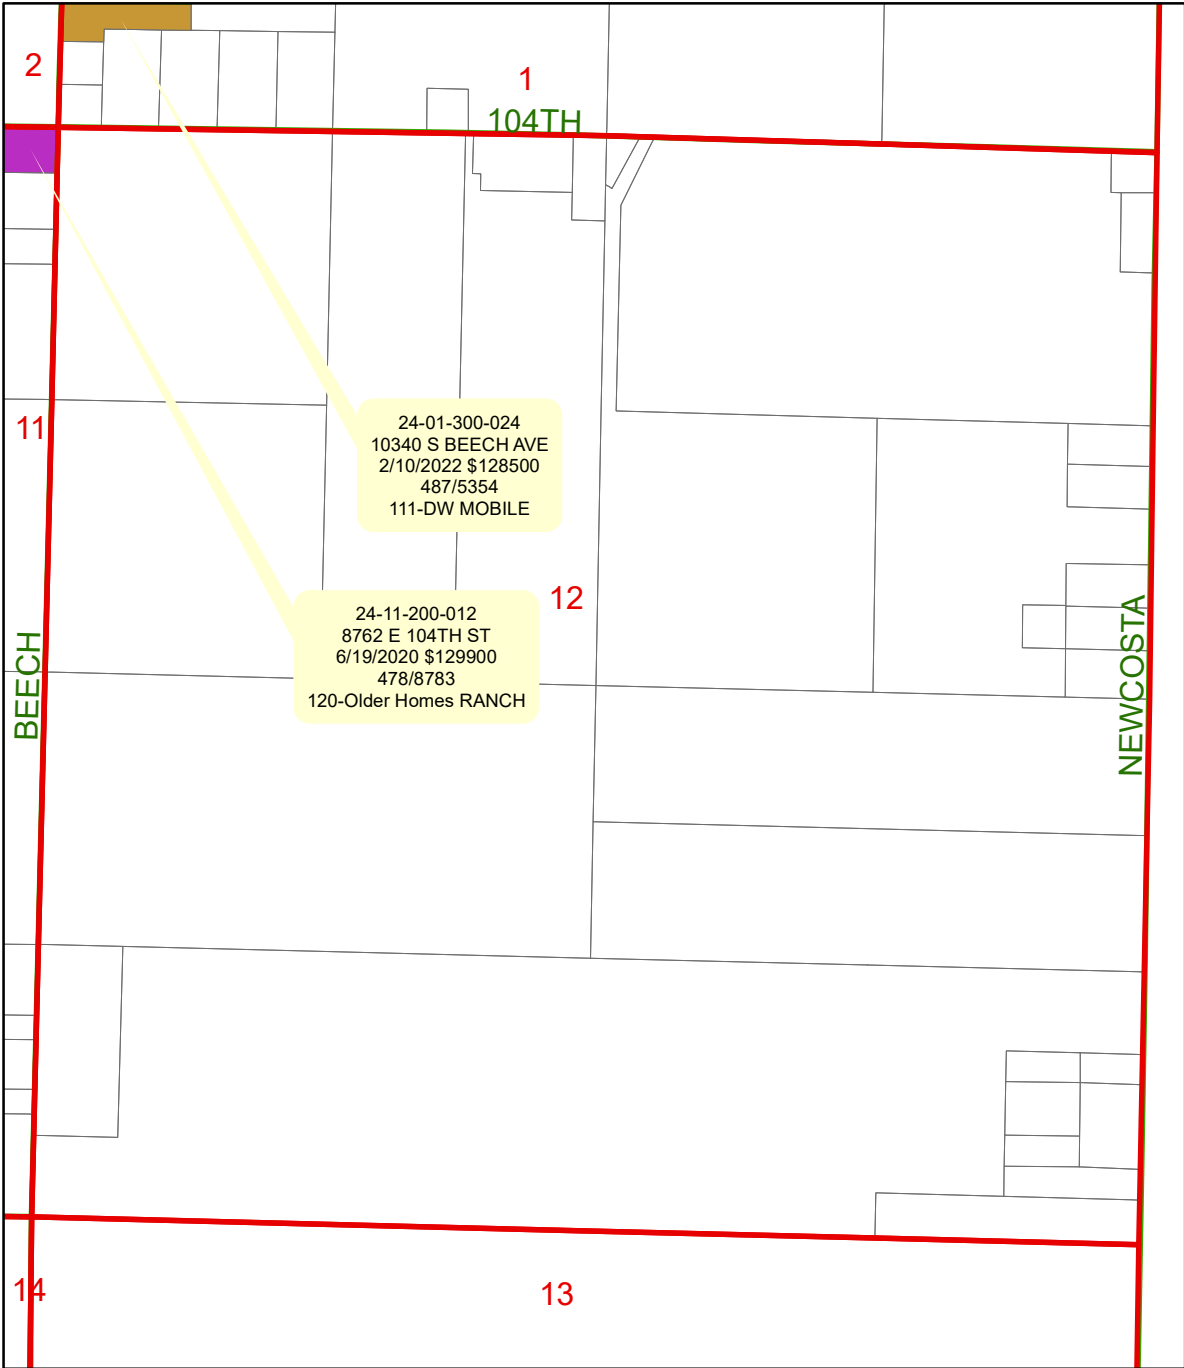 2
1
104TH
11
24-01-300-024
10340 S BEECH AVE
2/10/2022 $128500
487/5354
111-DW MOBILE
12
24-11-200-012
8762 E 104TH ST
6/19/2020 $129900
478/8783
120-Older Homes RANCH
BEECH
NEWCOSTA
14
13